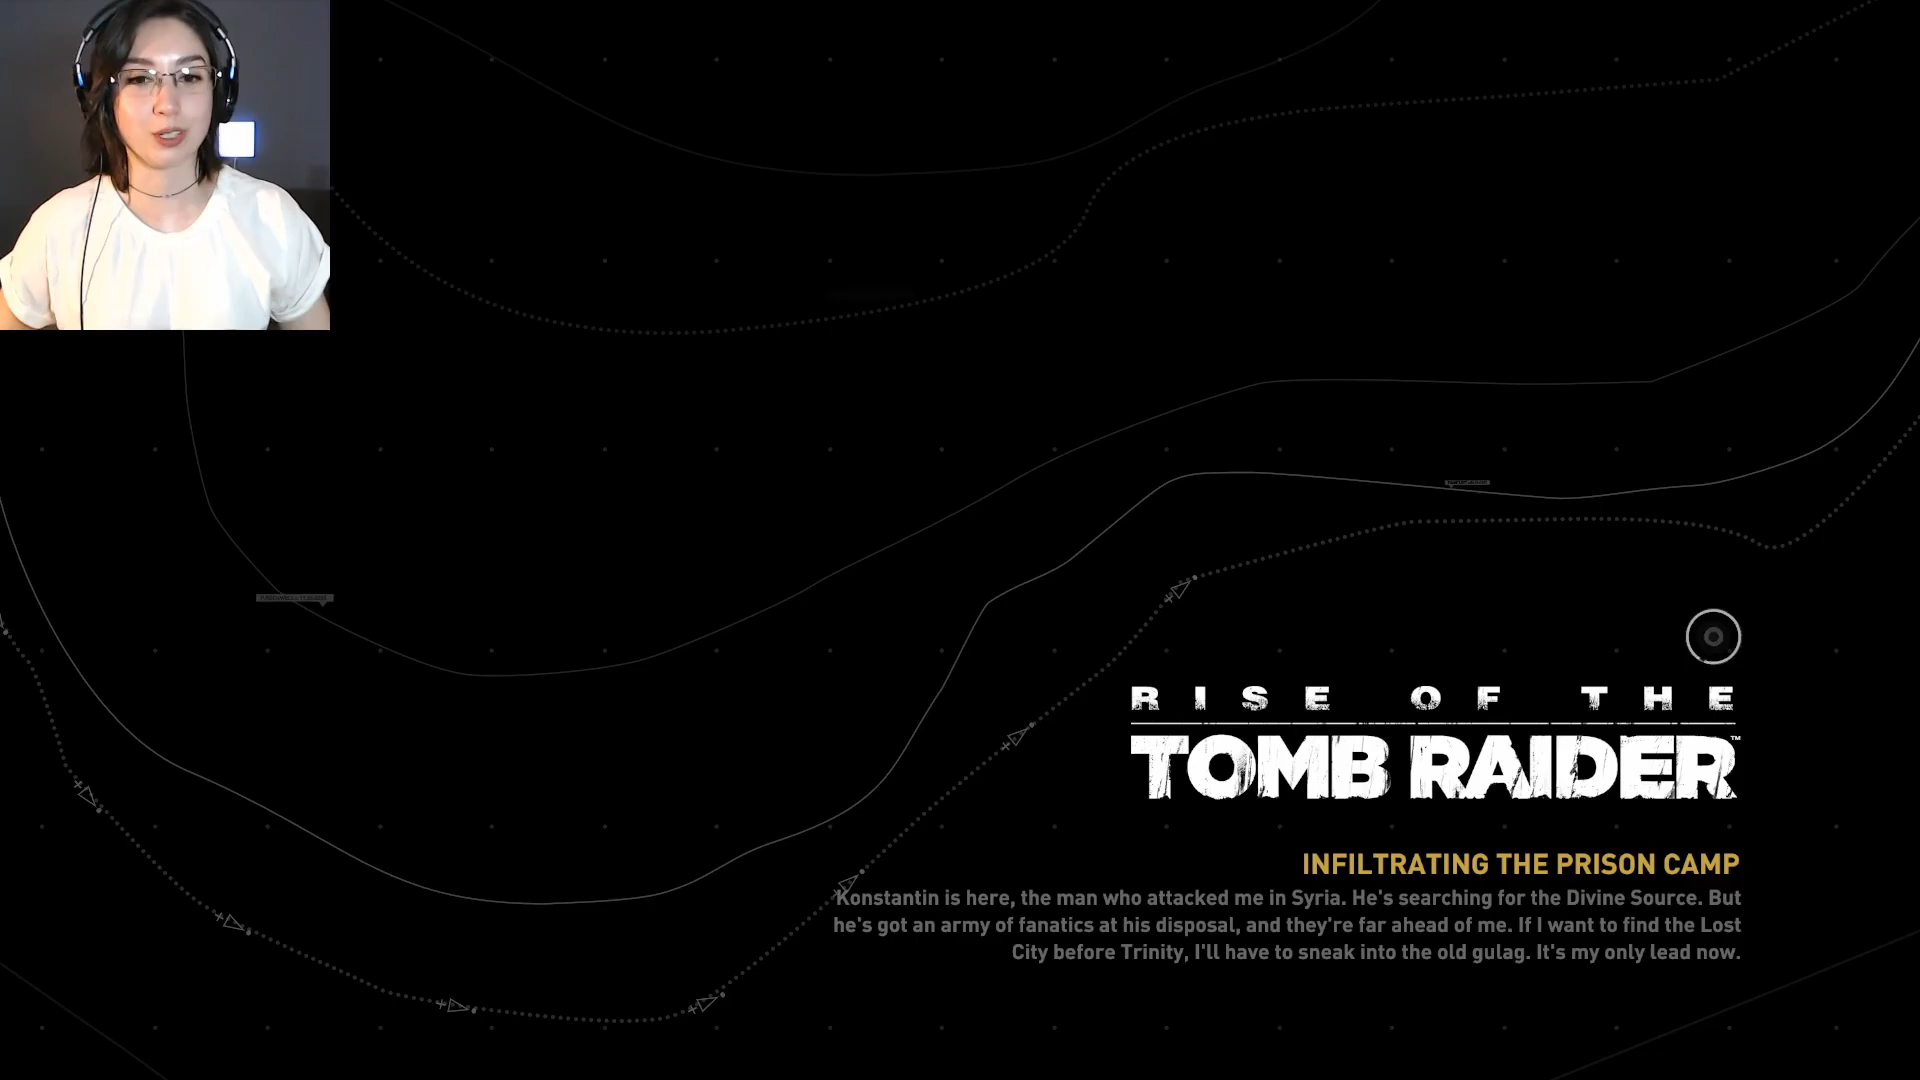 RISE OF THE
TOMB RAIDER™
INFILTRATING THE PRISON CAMP
Konstantin is here, the man who attacked me in Syria. He's searching for the Divine Source. But
he's got an army of fanatics at his disposal, and they're far ahead of me. If I want to find the Lost
City before Trinity, I'll have to sneak into the old gulag. It's my only lead now.